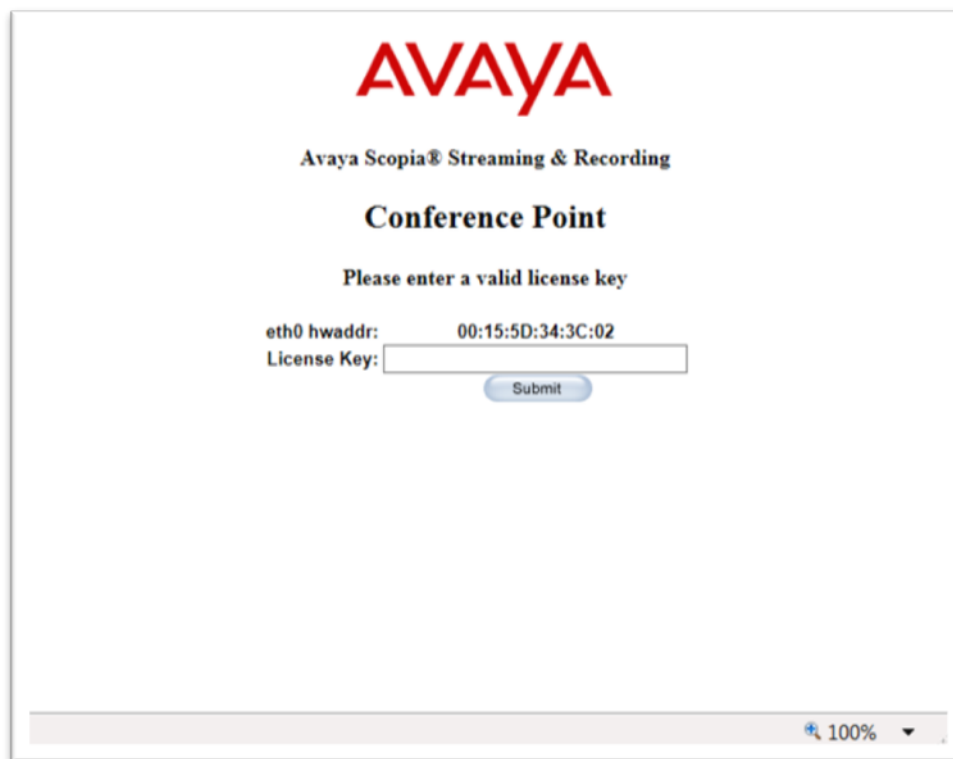 AVAYA
Avaya Scopia® Streaming & Recording
Conference Point
Please enter a valid license key
eth0 hwaddr: 00:15:5D:34:3C:02
License Key:
Submit
100%